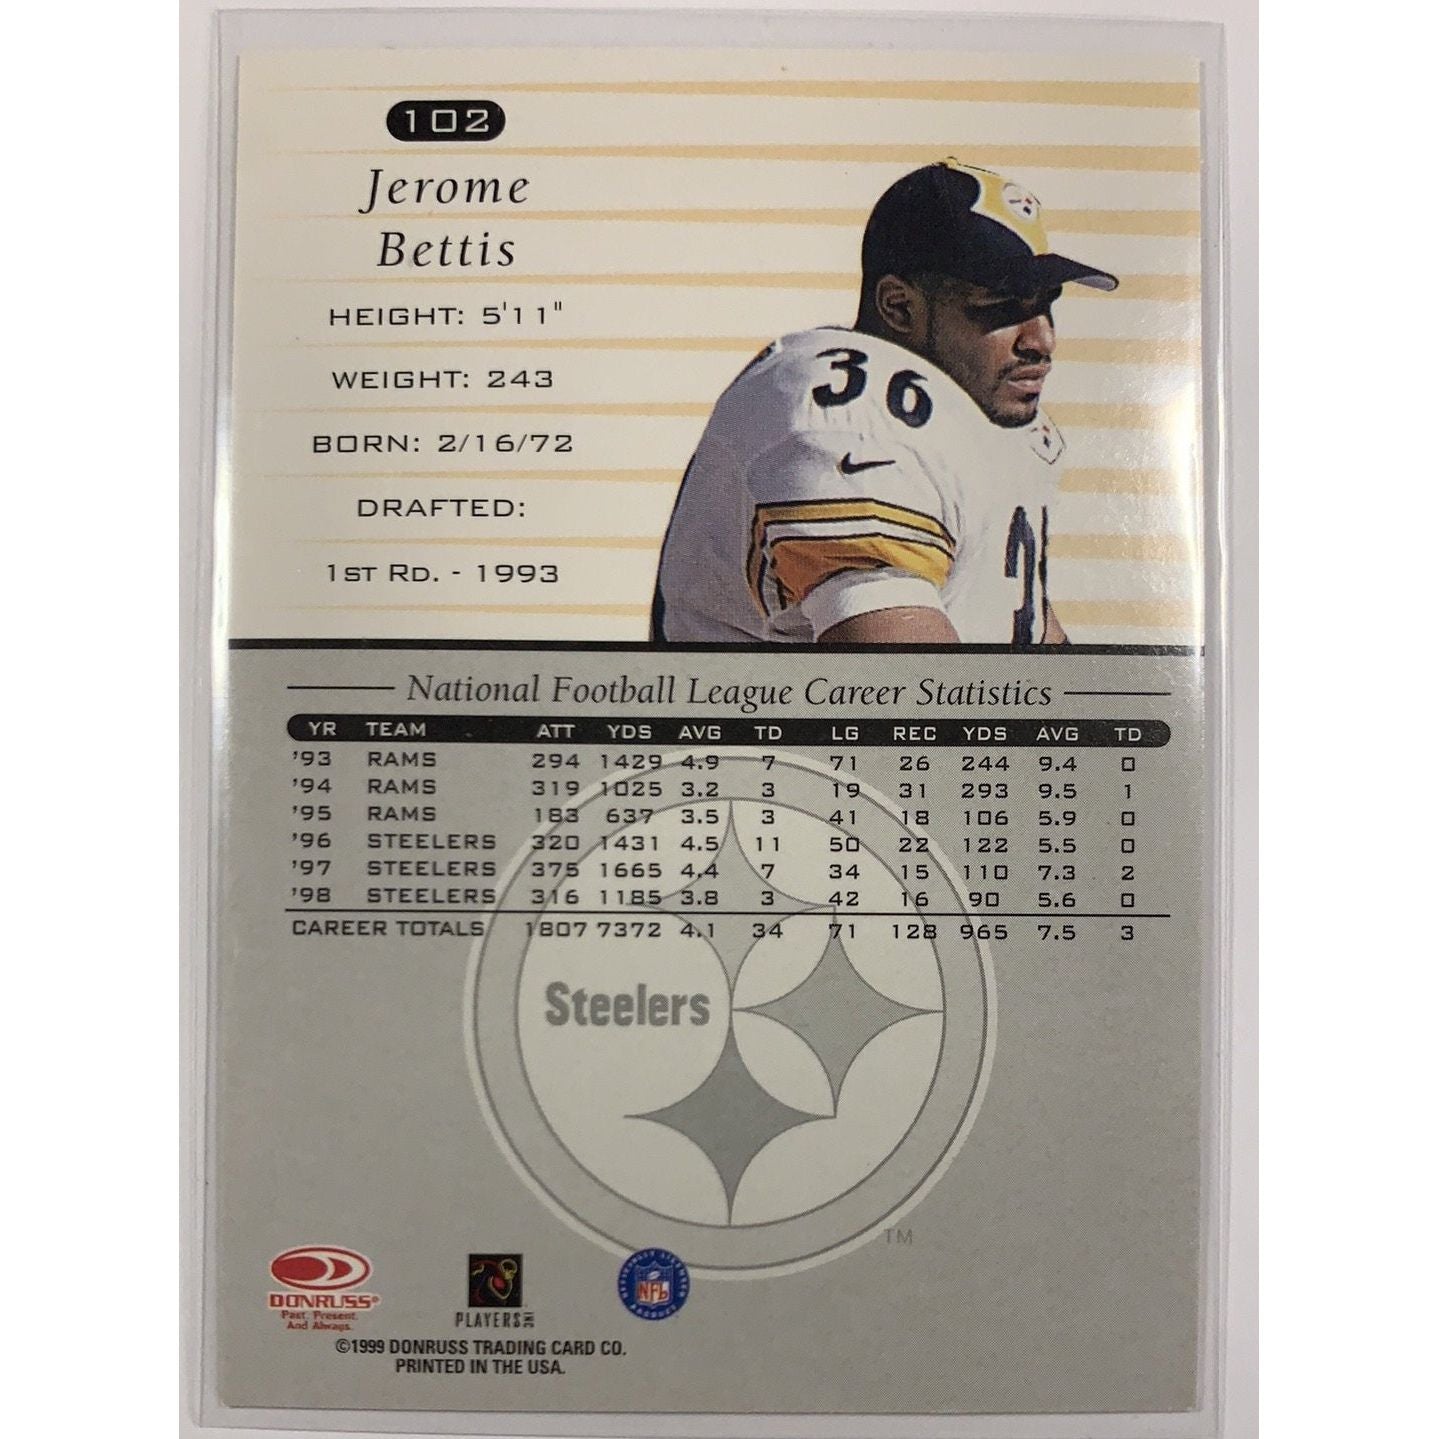 102
Jerome
Bettis
HEIGHT: 5'11"
WEIGHT: 243
BORN: 2/16/72
DRAFTED:
1ST RD. - 1993
36
National Football League Career Statistics
YR TEAM ATT YDS AVG TD LG REC YDS AVG TD
'93 RAMS 294 1429 4.9 7 71 26 244 9.4 0
'94 RAMS 319 1025 3.2 3 19 31 293 9.5 1
'95 RAMS 183 637 3.5 3 41 18 106 5.9 0
'96 STEELERS 320 1431 4.5 11 50 22 122 5.5 0
'97 STEELERS 375 1665 4.4 7 34 15 110 7.3 2
'98 STEELERS 316 1185 3.8 3 42 16 90 5.6 0
CAREER TOTALS 1807 7372 4.1 34 71 128 965 7.5 3
Steelers
TM
DONRUSS®
Past. Present.
And Always.
PLAYERS INC
NFL
©1999 DONRUSS TRADING CARD CO.
PRINTED IN THE USA.